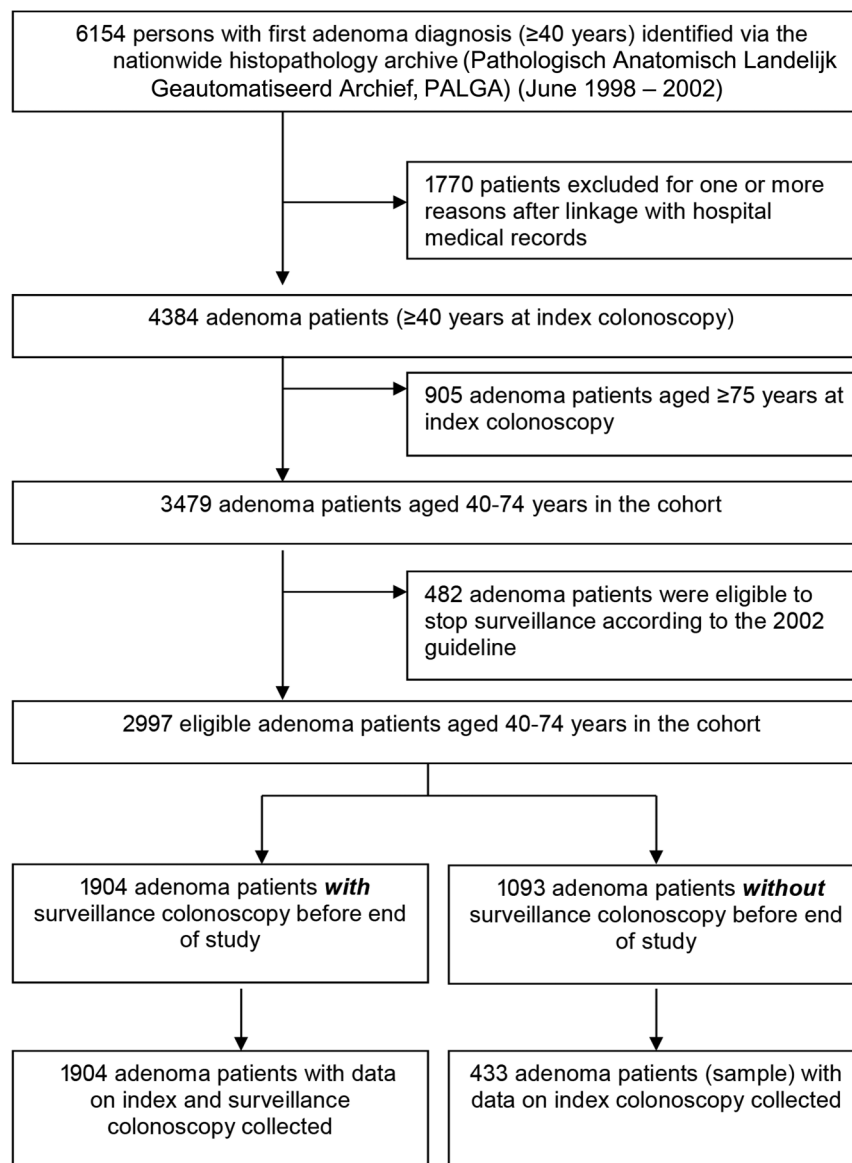 6154 persons with first adenoma diagnosis (≥40 years) identified via the
nationwide histopathology archive (Pathologisch Anatomisch Landelijk
Geautomatiseerd Archief, PALGA) (June 1998 – 2002)
1770 patients excluded for one or more
reasons after linkage with hospital
medical records
4384 adenoma patients (≥40 years at index colonoscopy)
905 adenoma patients aged ≥75 years at
index colonoscopy
3479 adenoma patients aged 40-74 years in the cohort
482 adenoma patients were eligible to
stop surveillance according to the 2002
guideline
2997 eligible adenoma patients aged 40-74 years in the cohort
1904 adenoma patients with
surveillance colonoscopy before end
of study
1093 adenoma patients without
surveillance colonoscopy before end
of study
1904 adenoma patients with data
on index and surveillance
colonoscopy collected
433 adenoma patients (sample) with
data on index colonoscopy collected